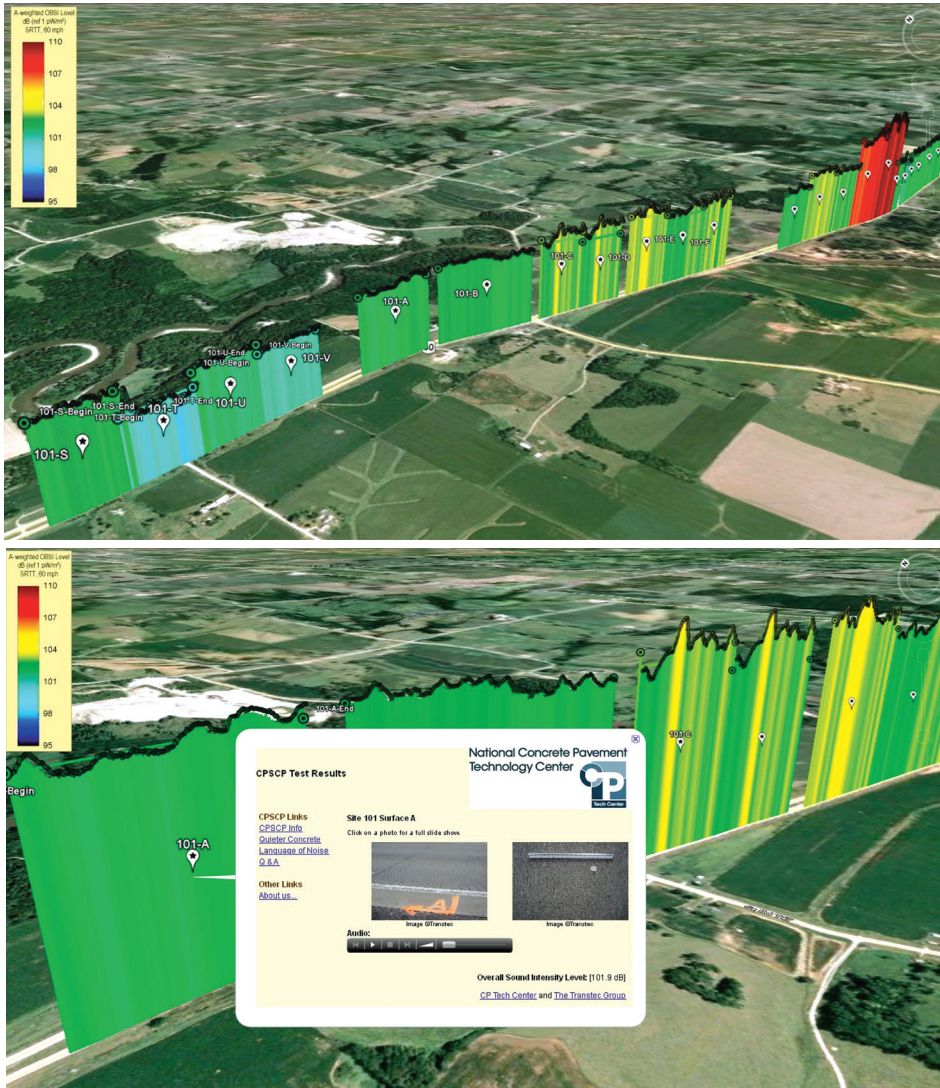 A-weighted OBSI Level
dB (ref 1 pW/m²)
SRTT, 60 mph
110
107
104
101
98
95
101-S-Begin
101-S-End
101-T-Begin
101-S
101-T
101-T-End
101-U-End
101-U-Begin
101-U
101-V-Begin
101-V
101-A
101-B
101-C
101-D
101-E
101-F
A-weighted OBSI Level
dB (ref 1 pW/m²)
SRTT, 60 mph
110
107
104
101
98
95
-Begin
101-A-End
101-A
101-C
National Concrete Pavement
Technology Center
CP
Tech Center
CPSCP Test Results
CPSCP Links
CPSCP Info
Quieter Concrete
Language of Noise
Q & A
Other Links
About us...
Site 101 Surface A
Click on a photo for a full slide show.
Image ©Transtec
Image ©Transtec
Audio:
Overall Sound Intensity Level: [101.9 dB]
CP Tech Center and The Transtec Group